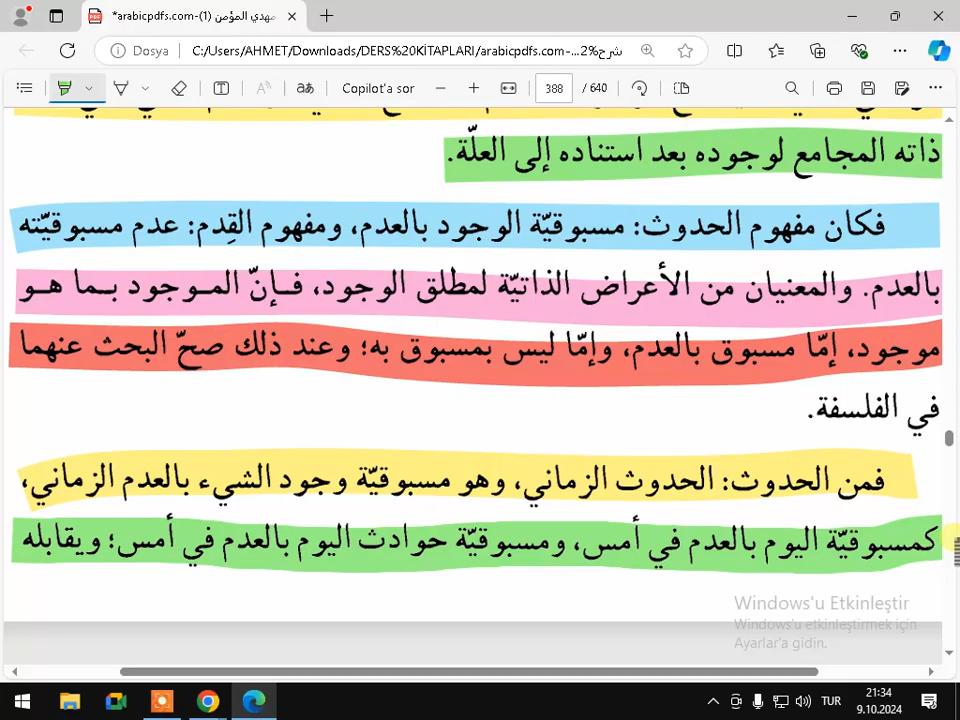 *arabicpdfs.com-(1) مهدي المؤمن
Dosya
C:/Users/AHMET/Downloads/DERS%20KİTAPLARI/arabicpdfs.com-...2%شرح
Copilot'a sor
388 / 640
ذاته المجامع لوجوده بعد استناده إلى العلّة.
فكان مفهوم الحدوث: مسبوقيّة الوجود بالعدم، ومفهوم القِدم: عدم مسبوقيّته
بالعدم. والمعنيان من الأعراض الذاتيّة لمطلق الوجود، فـإنّ المـوجود بـما هـو
موجود، إمّا مسبوق بالعدم، وإمّا ليس بمسبوق به؛ وعند ذلك صحّ البحث عنهما
في الفلسفة.
فمن الحدوث: الحدوث الزماني، وهو مسبوقيّة وجود الشيء بالعدم الزماني،
كمسبوقيّة اليوم بالعدم في أمس، ومسبوقيّة حوادث اليوم بالعدم في أمس؛ ويقابله
Windows'u Etkinleştir
Windows'u etkinleştirmek için
Ayarlar'a gidin.
TUR
21:34
9.10.2024